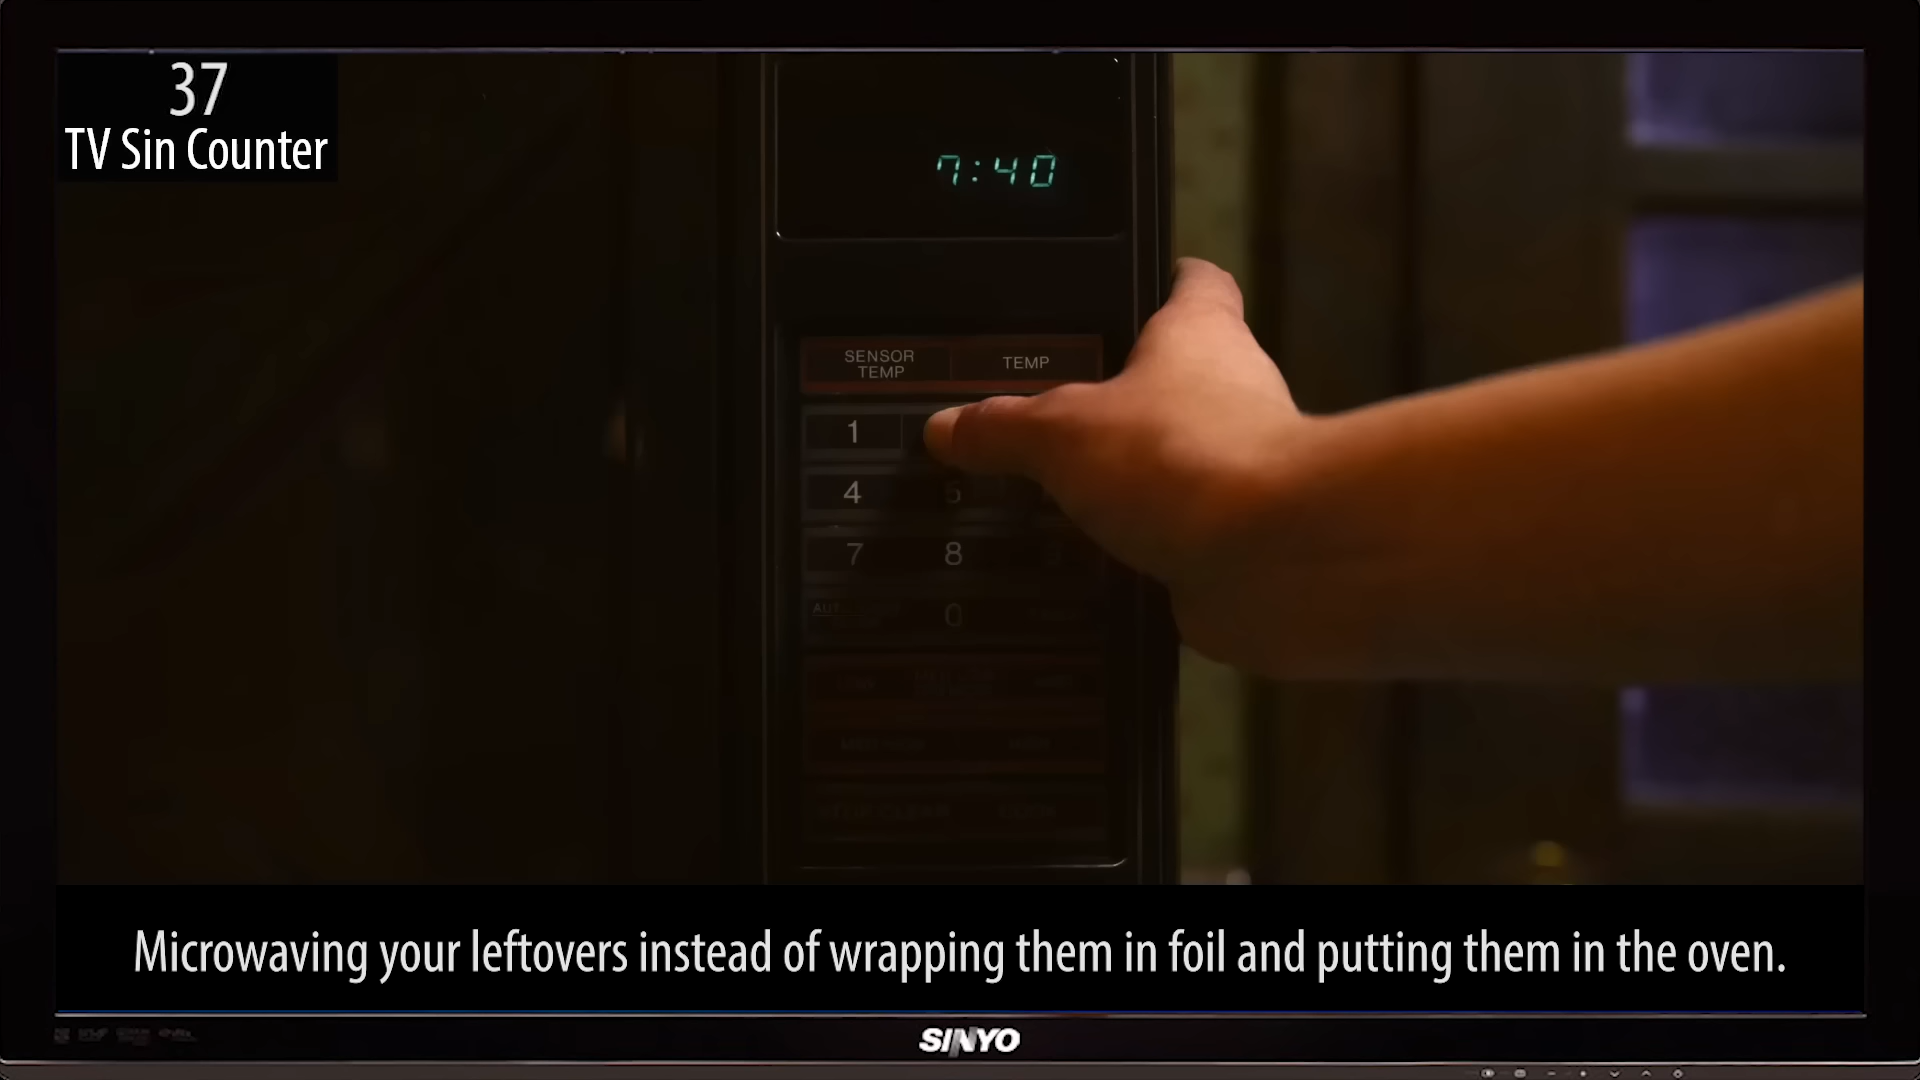 37
TV Sin Counter
7:40
SENSOR TEMP
TEMP
1
4 5
7 8
0
Microwaving your leftovers instead of wrapping them in foil and putting them in the oven.
SINYO